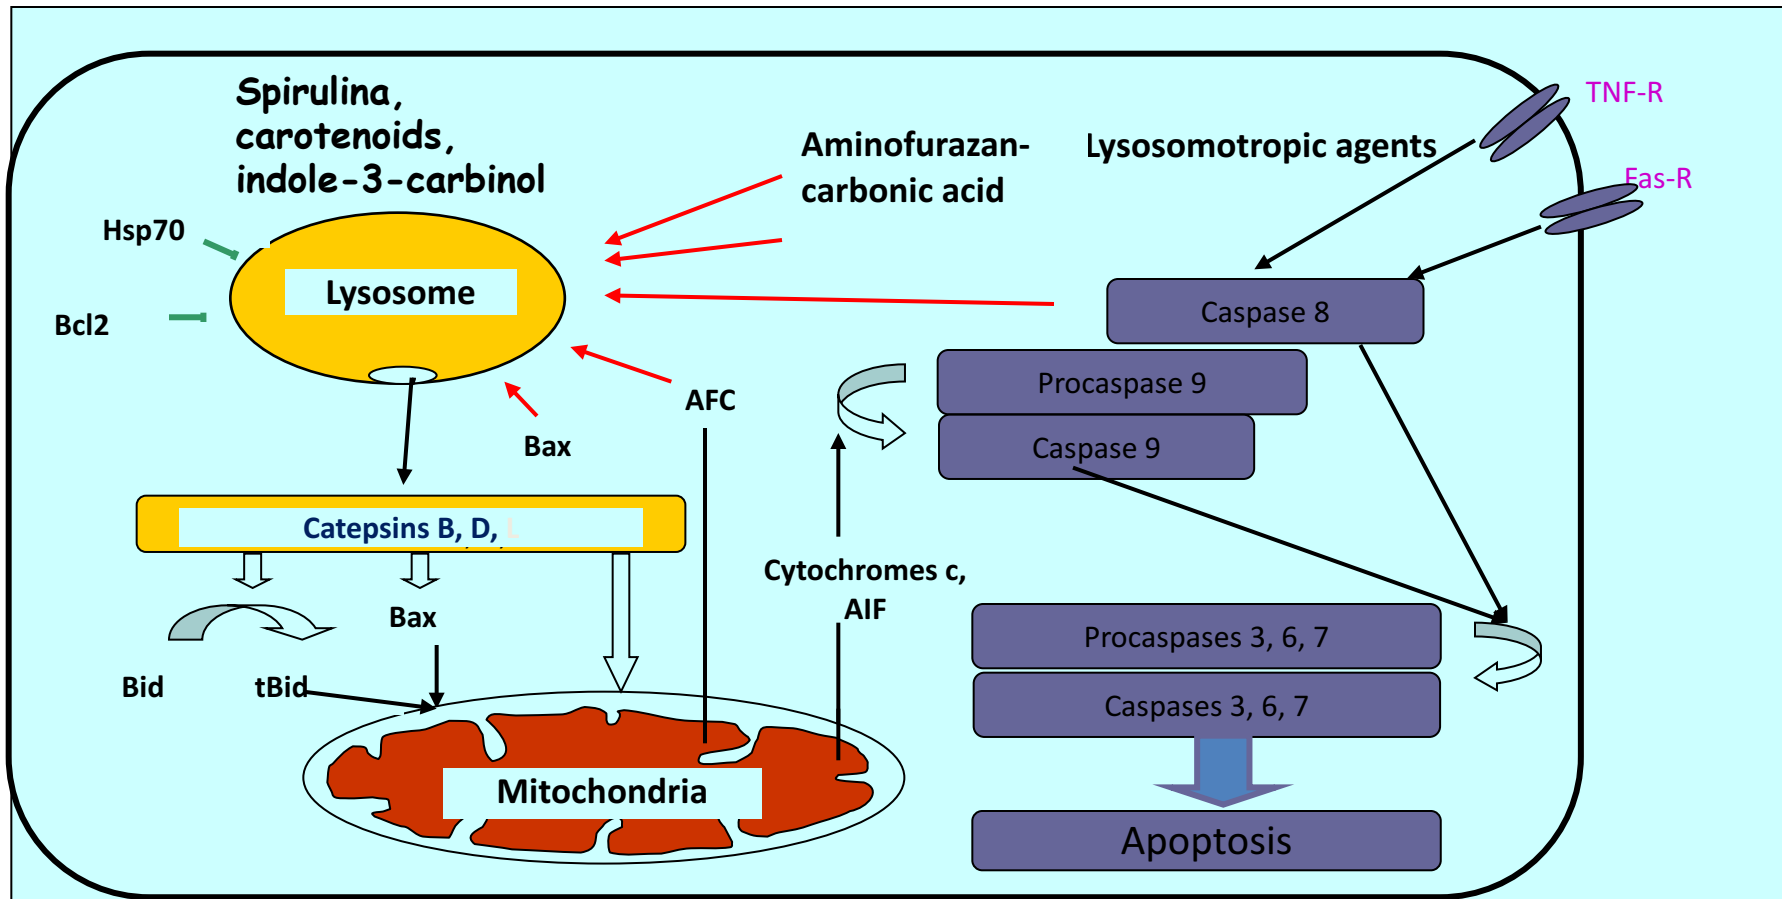 Spirulina,
carotenoids,
indole-3-carbinol
Aminofurazan-
carbonic acid
Lysosomotropic agents
TNF-R
Fas-R
Hsp70
Lysosome
Bcl2
Caspase 8
Procaspase 9
AFC
Bax
Caspase 9
Catepsins B, D, L
Cytochromes c,
AIF
Bax
Procaspases 3, 6, 7
Bid
tBid
Caspases 3, 6, 7
Mitochondria
Apoptosis